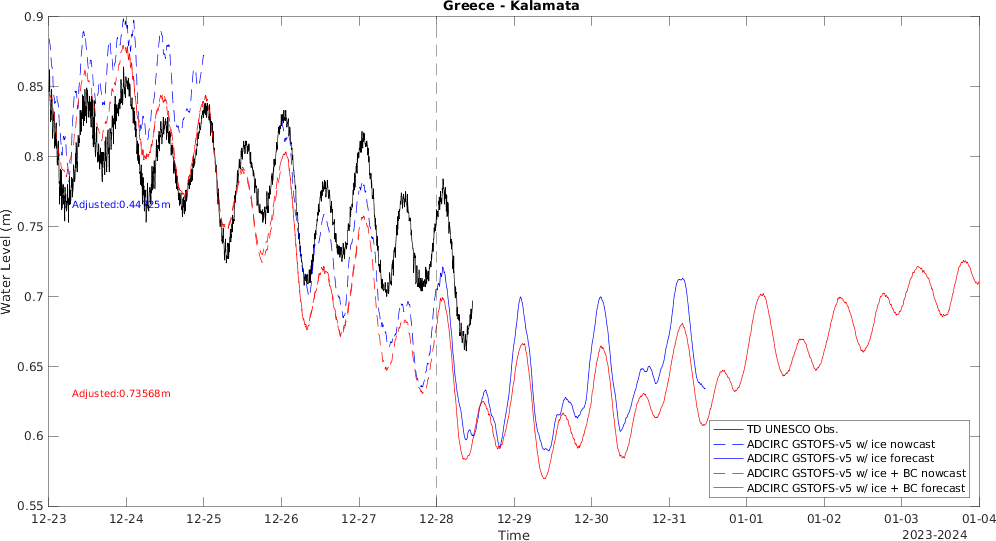 Greece - Kalamata
0.9
0.85
0.8
0.75
0.7
0.65
0.6
0.55
Water Level (m)
Adjusted:0.44725m
Adjusted:0.73568m
TD UNESCO Obs.
ADCIRC GSTOFS-v5 w/ ice nowcast
ADCIRC GSTOFS-v5 w/ ice forecast
ADCIRC GSTOFS-v5 w/ ice + BC nowcast
ADCIRC GSTOFS-v5 w/ ice + BC forecast
12-23 12-24 12-25 12-26 12-27 12-28 12-29 12-30 12-31 01-01 01-02 01-03 01-04
Time
2023-2024